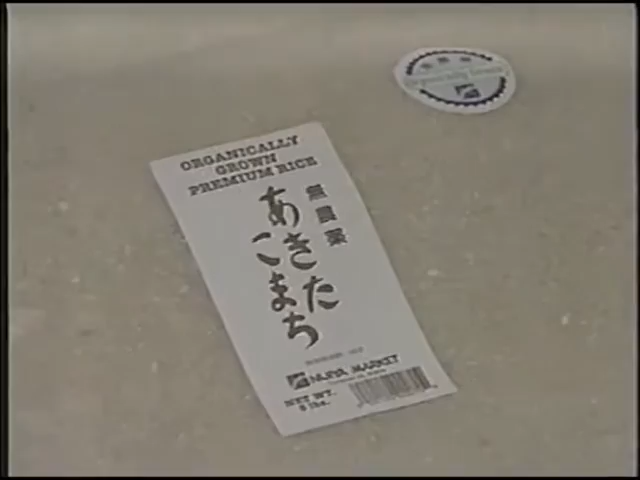 ORGANICALLY
GROWN
PREMIUM RICE
無農薬
あきた
こまち
NIJIYA MARKET
NET WT.
5 lbs.